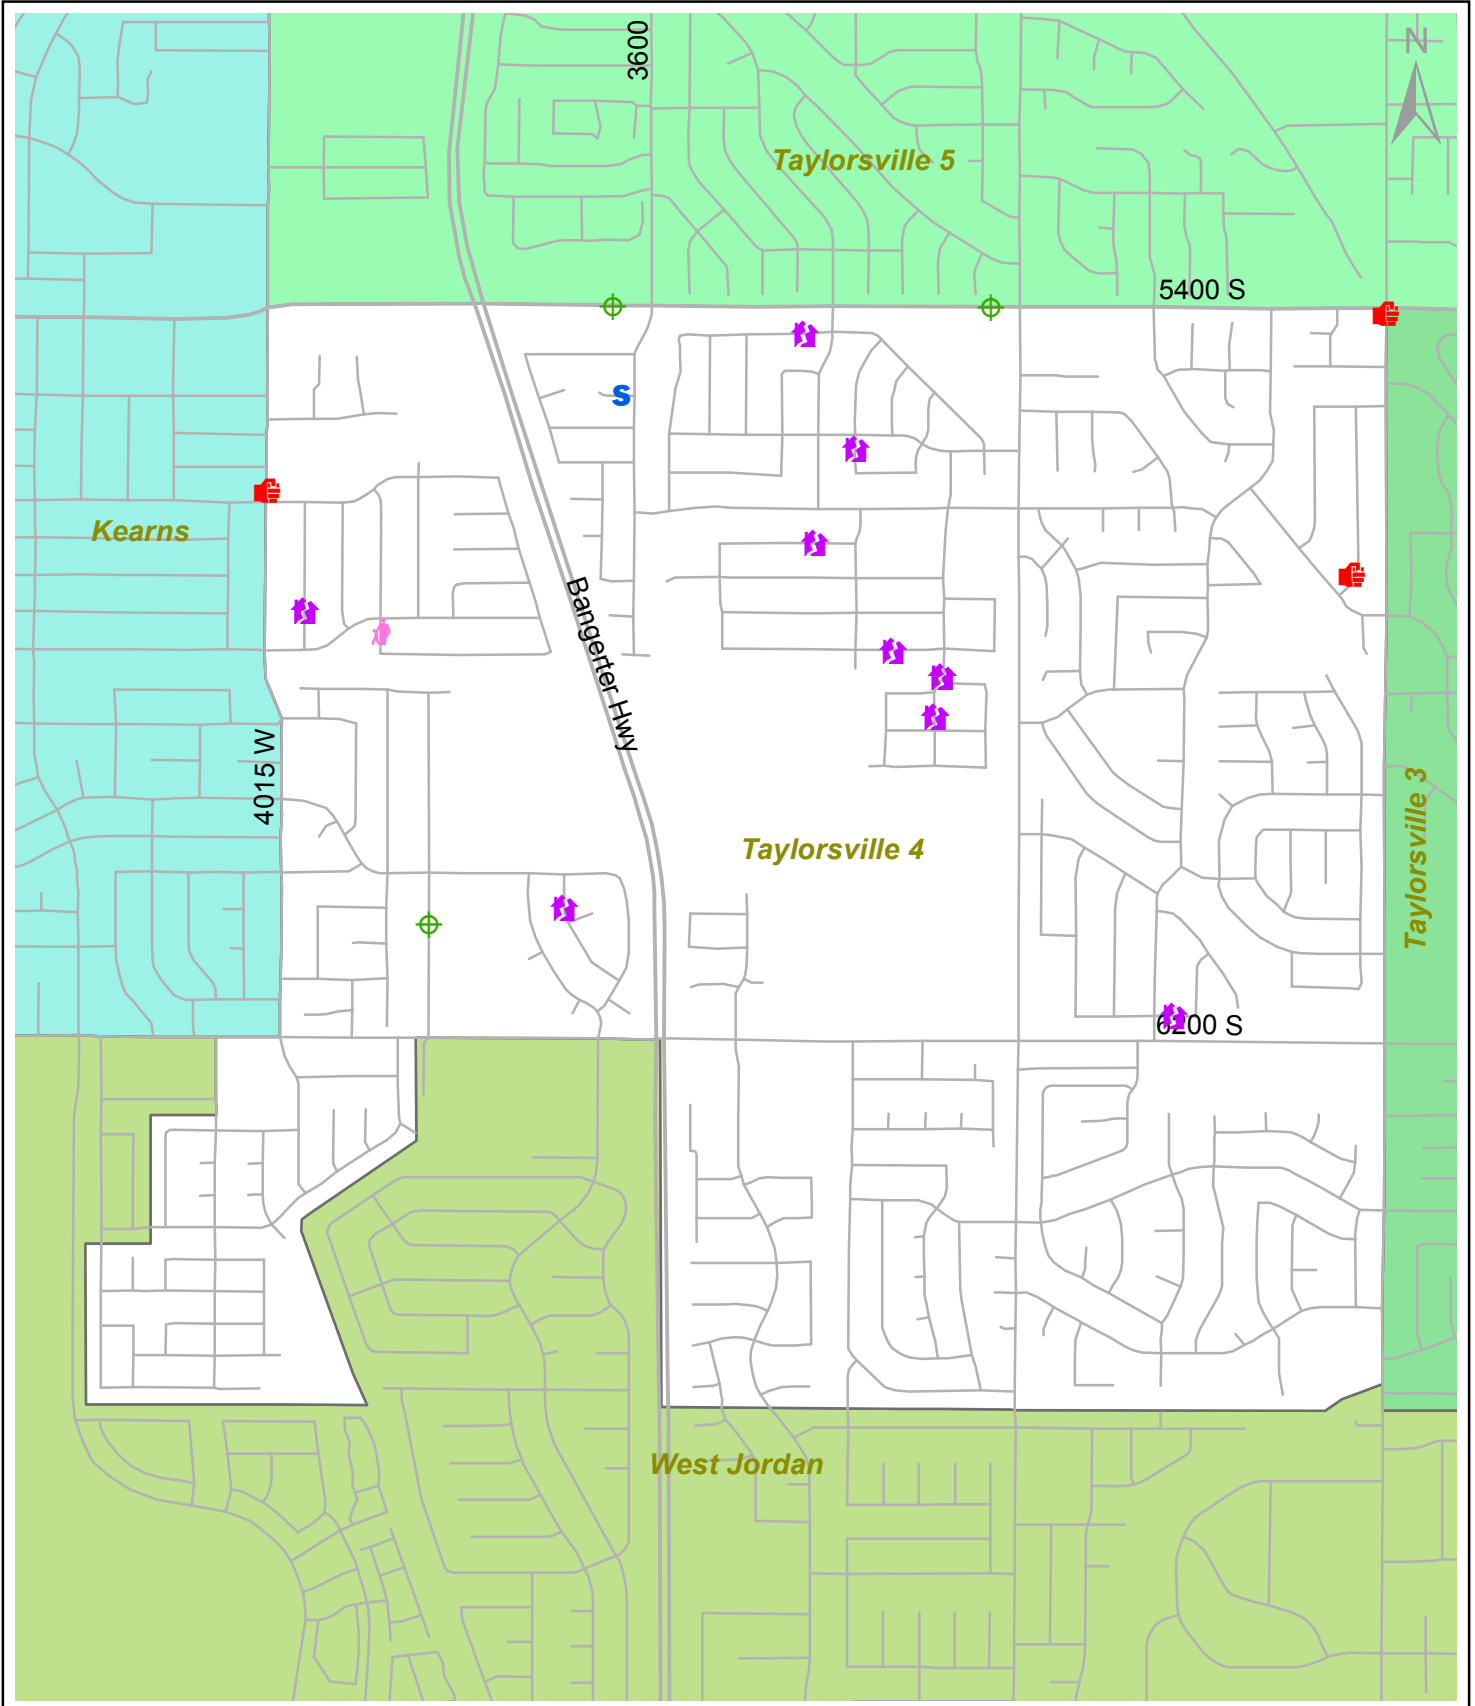 3600
N
Taylorsville 5
5400 S
S
Kearns
Bangerter Hwy
4015 W
Taylorsville 4
Taylorsville 3
6200 S
West Jordan